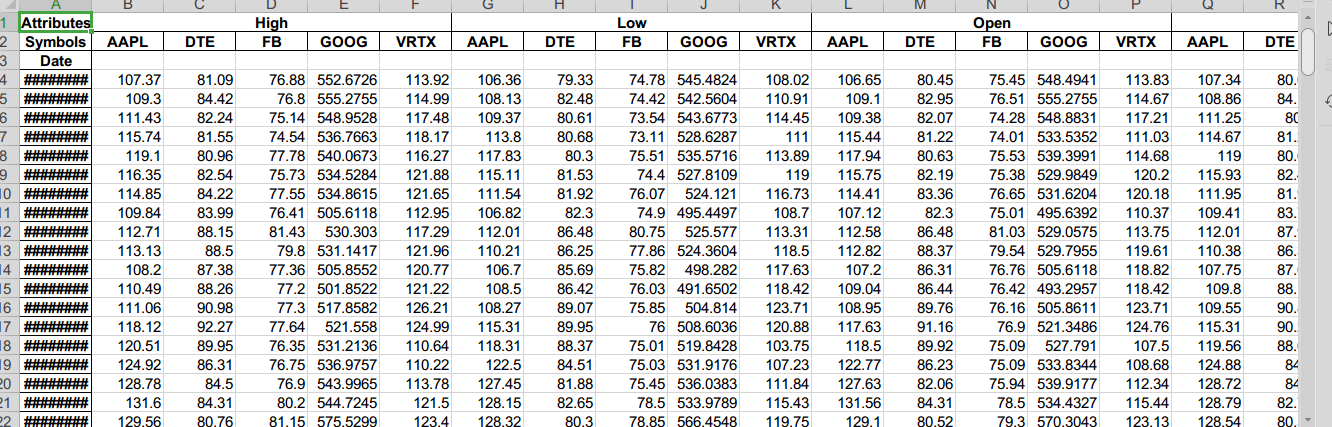 A B C D E F G H I J K L M N O P Q R
1 Attributes High Low Open
2 Symbols AAPL DTE FB GOOG VRTX AAPL DTE FB GOOG VRTX AAPL DTE FB GOOG VRTX AAPL DTE
3 Date
4 ######## 107.37 81.09 76.88 552.6726 113.92 106.36 79.33 74.78 545.4824 108.02 106.65 80.45 75.45 548.4941 113.83 107.34 80.
5 ######## 109.3 84.42 76.8 555.2755 114.99 108.13 82.48 74.42 542.5604 110.91 109.1 82.95 76.51 555.2755 114.67 108.86 84.
6 ######## 111.43 82.24 75.14 548.9528 117.48 109.37 80.61 73.54 543.6773 114.45 109.38 82.07 74.28 548.8831 117.21 111.25 80
7 ######## 115.74 81.55 74.54 536.7663 118.17 113.8 80.68 73.11 528.6287 111 115.44 81.22 74.01 533.5352 111.03 114.67 81.
8 ######## 119.1 80.96 77.78 540.0673 116.27 117.83 80.3 75.51 535.5716 113.89 117.94 80.63 75.53 539.3991 114.68 119 80.
9 ######## 116.35 82.54 75.73 534.5284 121.88 115.11 81.53 74.4 527.8109 119 115.75 82.19 75.38 529.9849 120.2 115.93 82.
10 ######## 114.85 84.22 77.55 534.8615 121.65 111.54 81.92 76.07 524.121 116.73 114.41 83.36 76.65 531.6204 120.18 111.95 81.
11 ######## 109.84 83.99 76.41 505.6118 112.95 106.82 82.3 74.9 495.4497 108.7 107.12 82.3 75.01 495.6392 110.37 109.41 83.
12 ######## 112.71 88.15 81.43 530.303 117.29 112.01 86.48 80.75 525.577 113.31 112.58 86.48 81.03 529.0575 113.75 112.01 87.
13 ######## 113.13 88.5 79.8 531.1417 121.96 110.21 86.25 77.86 524.3604 118.5 112.82 88.37 79.54 529.7955 119.61 110.38 86.
14 ######## 108.2 87.38 77.36 505.8552 120.77 106.7 85.69 75.82 498.282 117.63 107.2 86.31 76.76 505.6118 118.82 107.75 87.
15 ######## 110.49 88.26 77.2 501.8522 121.22 108.5 86.42 76.03 491.6502 118.42 109.04 86.44 76.42 493.2957 118.42 109.8 88.
16 ######## 111.06 90.98 77.3 517.8582 126.21 108.27 89.07 75.85 504.814 123.71 108.95 89.76 76.16 505.8611 123.71 109.55 90.
17 ######## 118.12 92.27 77.64 521.558 124.99 115.31 89.95 76 508.6036 120.88 117.63 91.16 76.9 521.3486 124.76 115.31 90.
18 ######## 120.51 89.95 76.35 531.2136 110.64 118.31 88.37 75.01 519.8428 103.75 118.5 89.92 75.09 527.791 107.5 119.56 88.
19 ######## 124.92 86.31 76.75 536.9757 110.22 122.5 84.51 75.03 531.9176 107.23 122.77 86.23 75.09 533.8344 108.68 124.88 84
20 ######## 128.78 84.5 76.9 543.9965 113.78 127.45 81.88 75.45 536.0383 111.84 127.63 82.06 75.94 539.9177 112.34 128.72 84
21 ######## 131.6 84.31 80.2 544.7245 121.5 128.15 82.65 78.5 533.9789 115.43 131.56 84.31 78.5 534.4327 115.44 128.79 82.
22 ######## 129.56 80.76 81.15 575.5299 123.4 128.32 80.3 78.85 566.4548 119.75 129.1 80.52 79.3 570.3043 123.13 128.54 80.